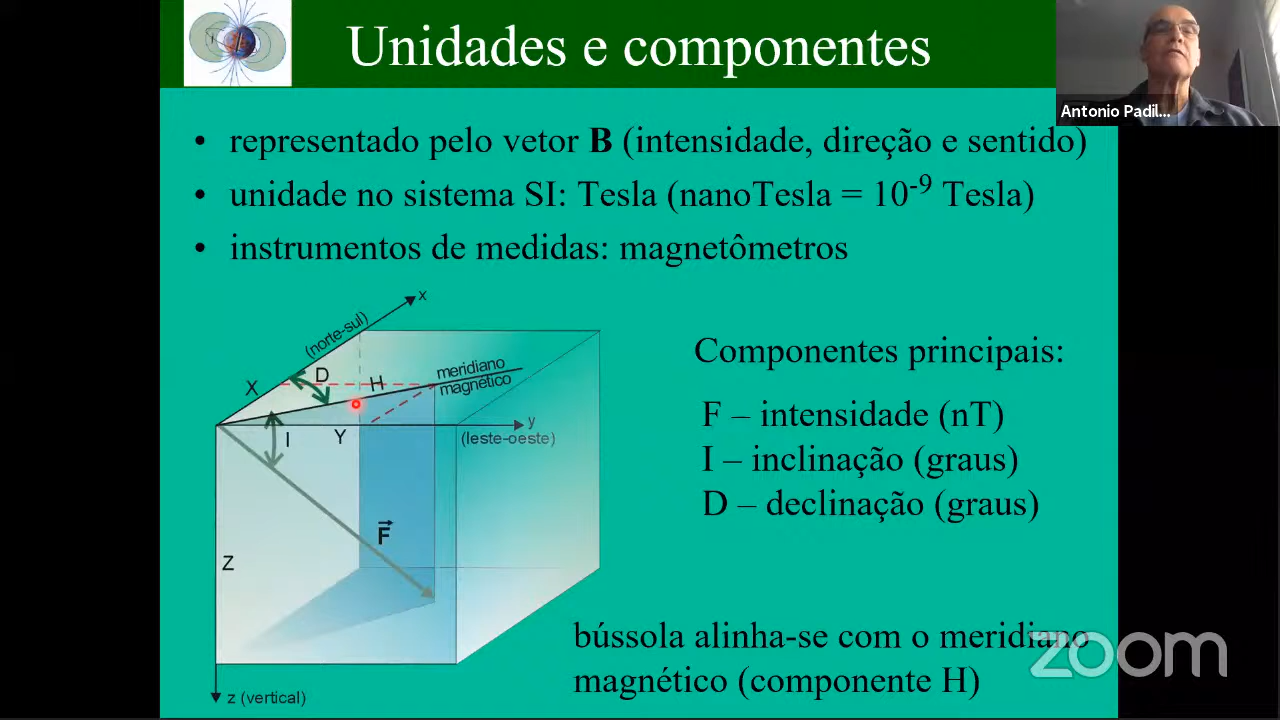 Unidades e componentes
Antonio Padil...
• representado pelo vetor B (intensidade, direção e sentido)
• unidade no sistema SI: Tesla (nanoTesla = 10⁻⁹ Tesla)
• instrumentos de medidas: magnetômetros
x
(norte-sul)
X
D
H
meridiano
magnético
I
Y
y
(leste-oeste)
F
Z
z (vertical)
Componentes principais:
F – intensidade (nT)
I – inclinação (graus)
D – declinação (graus)
bússola alinha-se com o meridiano
magnético (componente H)
zoom